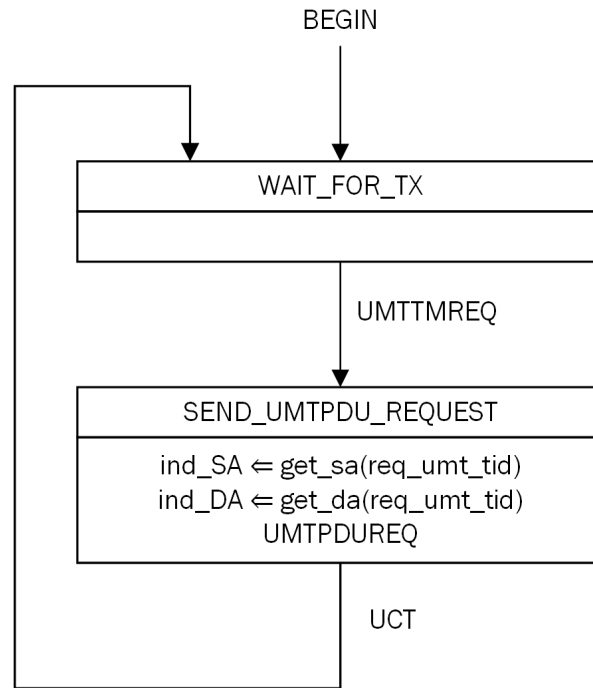 BEGIN
WAIT_FOR_TX
UMTTMREQ
SEND_UMTPDU_REQUEST
ind_SA ⇐ get_sa(req_umt_tid)
ind_DA ⇐ get_da(req_umt_tid)
UMTPDUREQ
UCT